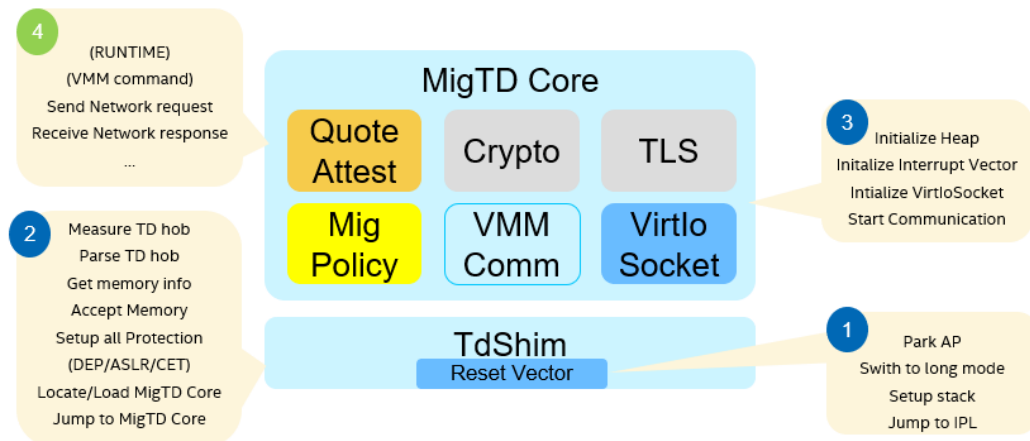 4
(RUNTIME)
(VMM command)
Send Network request
Receive Network response
...
MigTD Core
Quote
Attest
Crypto
TLS
Mig
Policy
VMM
Comm
VirtIo
Socket
3
Initialize Heap
Initalize Interrupt Vector
Intialize VirtIoSocket
Start Communication
2
Measure TD hob
Parse TD hob
Get memory info
Accept Memory
Setup all Protection
(DEP/ASLR/CET)
Locate/Load MigTD Core
Jump to MigTD Core
TdShim
Reset Vector
1
Park AP
Swith to long mode
Setup stack
Jump to IPL